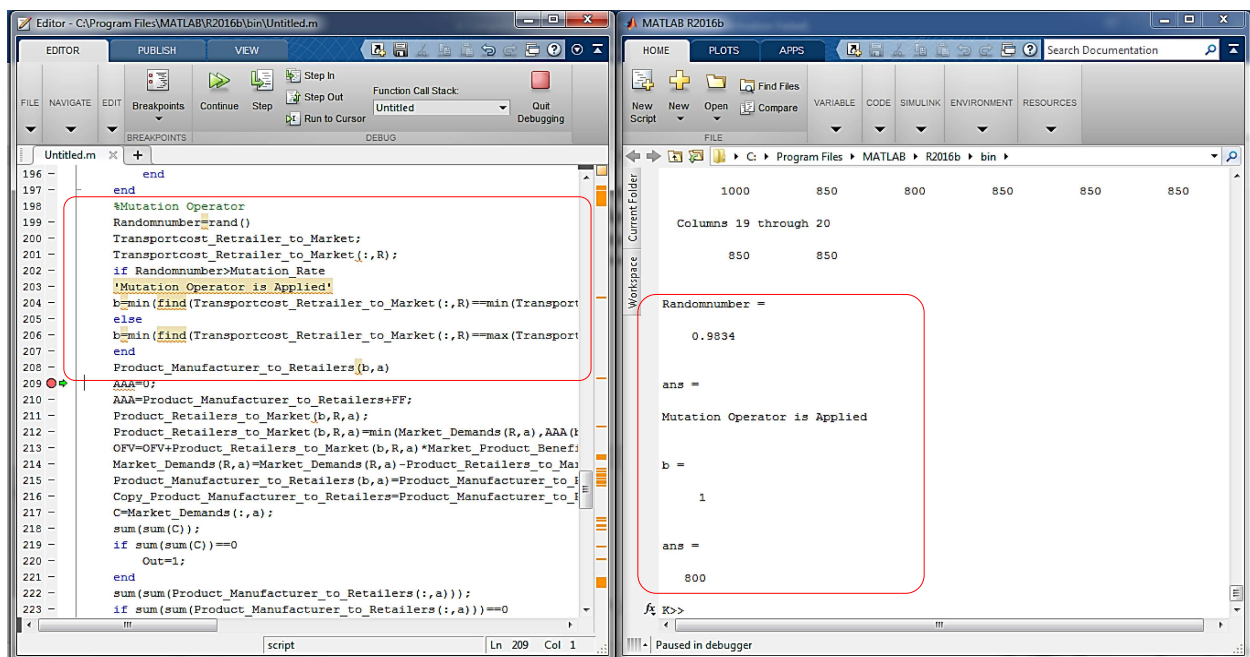 Editor - C:\Program Files\MATLAB\R2016b\bin\Untitled.m
EDITOR PUBLISH VIEW
FILE NAVIGATE EDIT
Breakpoints
Continue
Step
Step In
Step Out
Run to Cursor
Function Call Stack:
Untitled
Quit Debugging
BREAKPOINTS
DEBUG
Untitled.m
196 - end
197 - end
198 %Mutation Operator
199 - Randomnumber=rand()
200 - Transportcost_Retrailer_to_Market;
201 - Transportcost_Retrailer_to_Market(:,R);
202 - if Randomnumber>Mutation_Rate
203 - 'Mutation Operator is Applied'
204 - b=min(find(Transportcost_Retrailer_to_Market(:,R)==min(Transport
205 - else
206 - b=min(find(Transportcost_Retrailer_to_Market(:,R)==max(Transport
207 - end
208 - Product_Manufacturer_to_Retailers(b,a)
209 AAA=0;
210 - AAA=Product_Manufacturer_to_Retailers+FF;
211 - Product_Retailers_to_Market(b,R,a);
212 - Product_Retailers_to_Market(b,R,a)=min(Market_Demands(R,a),AAA(b
213 - OFV=OFV+Product_Retailers_to_Market(b,R,a)*Market_Product_Benefi
214 - Market_Demands(R,a)=Market_Demands(R,a)-Product_Retailers_to_Mar
215 - Product_Manufacturer_to_Retailers(b,a)=Product_Manufacturer_to_R
216 - Copy_Product_Manufacturer_to_Retailers=Product_Manufacturer_to_R
217 - C=Market_Demands(:,a);
218 - sum(sum(C));
219 - if sum(sum(C))==0
220 - Out=1;
221 - end
222 - sum(sum(Product_Manufacturer_to_Retailers(:,a)));
223 - if sum(sum(Product_Manufacturer_to_Retailers(:,a)))==0
script
Ln 209 Col 1
MATLAB R2016b
HOME PLOTS APPS
Search Documentation
New Script
New
Open
Find Files
Compare
FILE
VARIABLE CODE SIMULINK ENVIRONMENT RESOURCES
C: Program Files MATLAB R2016b bin
Current Folder
Workspace
1000 850 800 850 850 850
Columns 19 through 20
850 850
Randomnumber =
0.9834
ans =
Mutation Operator is Applied
b =
1
ans =
800
fx K>>
Paused in debugger